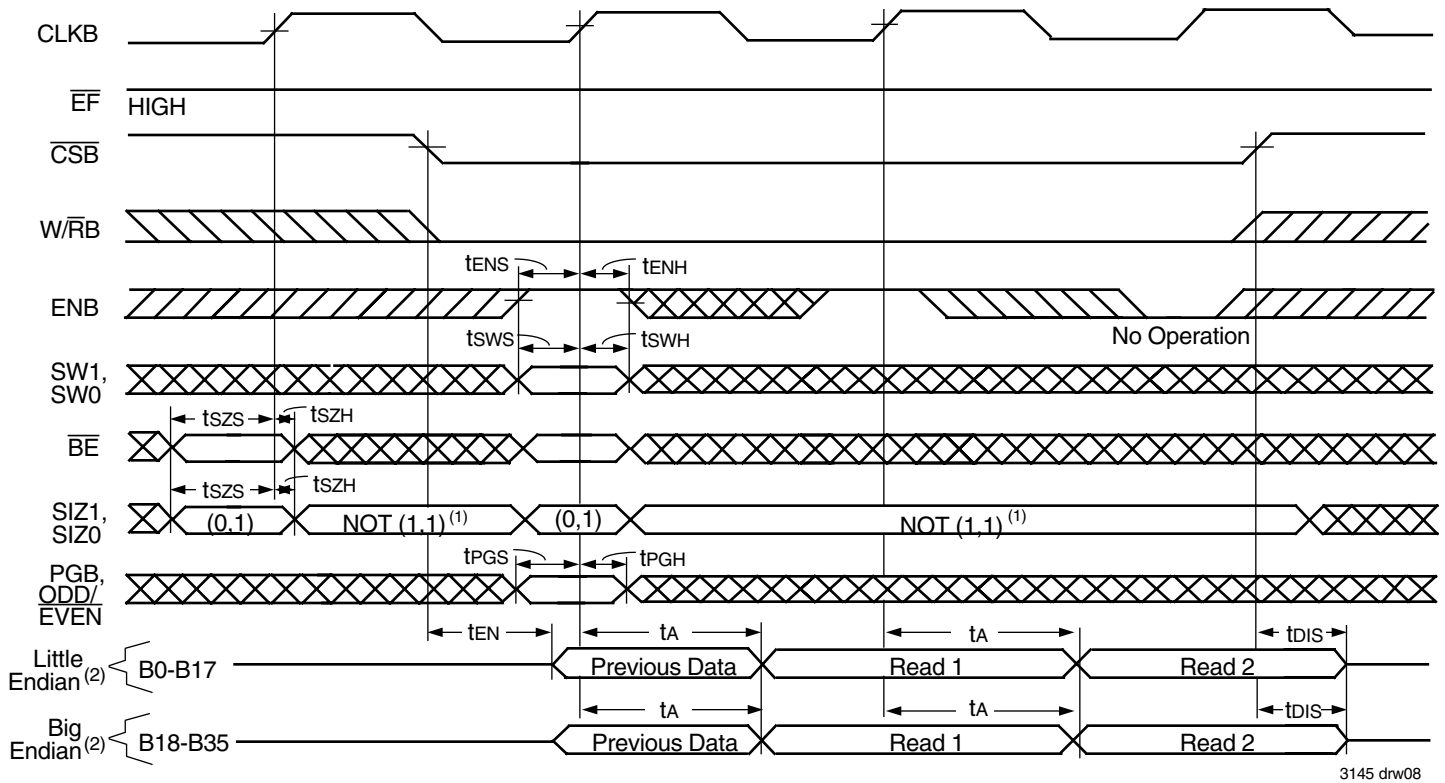 CLKB
EF HIGH
CSB
W/RB
tENS tENH
ENB
No Operation
tSWS tSWH
SW1,
SW0
tSZS tSZH
BE
tSZS tSZH
SIZ1,
SIZ0
(0,1) NOT (1,1) (1) (0,1) NOT (1,1) (1)
tPGS tPGH
PGB,
ODD/
EVEN
tEN tA tA tDIS
Little
Endian (2) B0-B17 Previous Data Read 1 Read 2
tA tA tDIS
Big
Endian (2) B18-B35 Previous Data Read 1 Read 2
3145 drw08